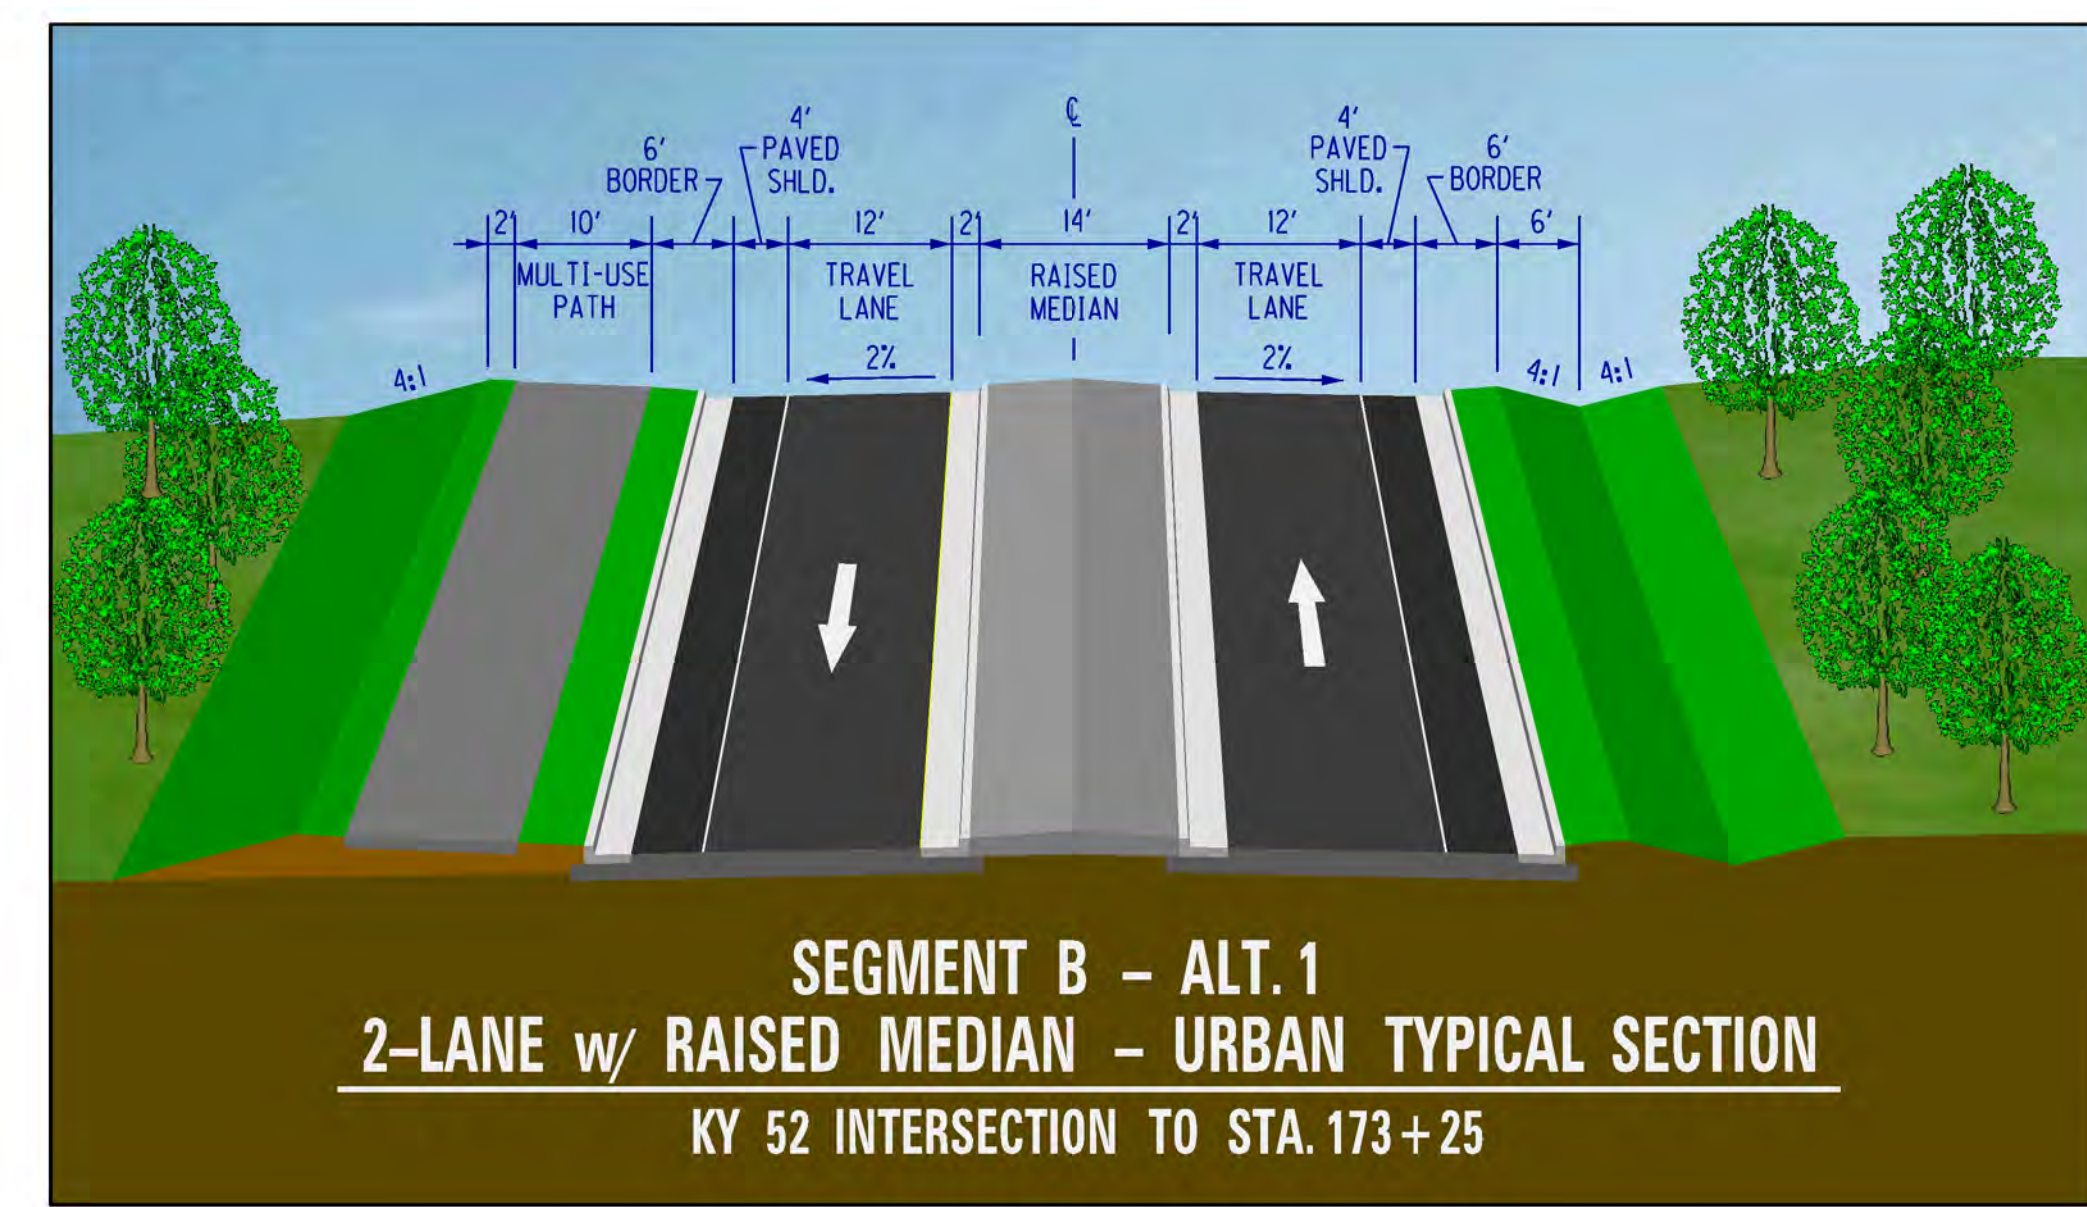 ℄
4'
PAVED
SHLD.
6'
BORDER
4'
PAVED
SHLD.
6'
BORDER
2'
10'
12'
2'
14'
2'
12'
6'
MULTI-USE
PATH
TRAVEL
LANE
RAISED
MEDIAN
TRAVEL
LANE
2%
2%
4:1
4:1
4:1
SEGMENT B – ALT. 1
2–LANE w/ RAISED MEDIAN – URBAN TYPICAL SECTION
KY 52 INTERSECTION TO STA. 173+25